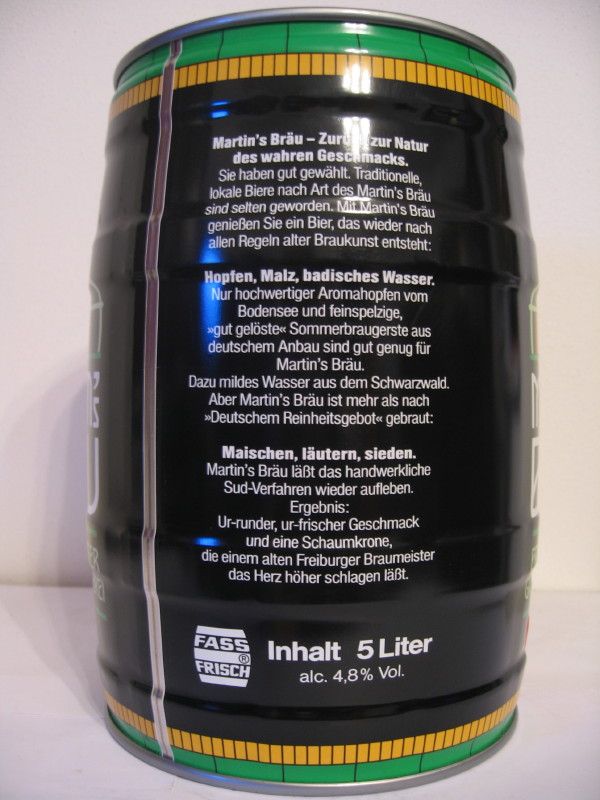 Martin's Bräu – Zurück zur Natur
des wahren Geschmacks.
Sie haben gut gewählt. Traditionelle,
lokale Biere nach Art des Martin's Bräu
sind selten geworden. Mit Martin's Bräu
genießen Sie ein Bier, das wieder nach
allen Regeln alter Braukunst entsteht:
Hopfen, Malz, badisches Wasser.
Nur hochwertiger Aromahopfen vom
Bodensee und feinspelzige,
»gut gelöste« Sommerbraugerste aus
deutschem Anbau sind gut genug für
Martin's Bräu.
Dazu mildes Wasser aus dem Schwarzwald.
Aber Martin's Bräu ist mehr als nach
»Deutschem Reinheitsgebot« gebraut:
Maischen, läutern, sieden.
Martin's Bräu läßt das handwerkliche
Sud-Verfahren wieder aufleben.
Ergebnis:
Ur-runder, ur-frischer Geschmack
und eine Schaumkrone,
die einem alten Freiburger Braumeister
das Herz höher schlagen läßt.
FASS
®
FRISCH
Inhalt 5 Liter
alc. 4,8% Vol.